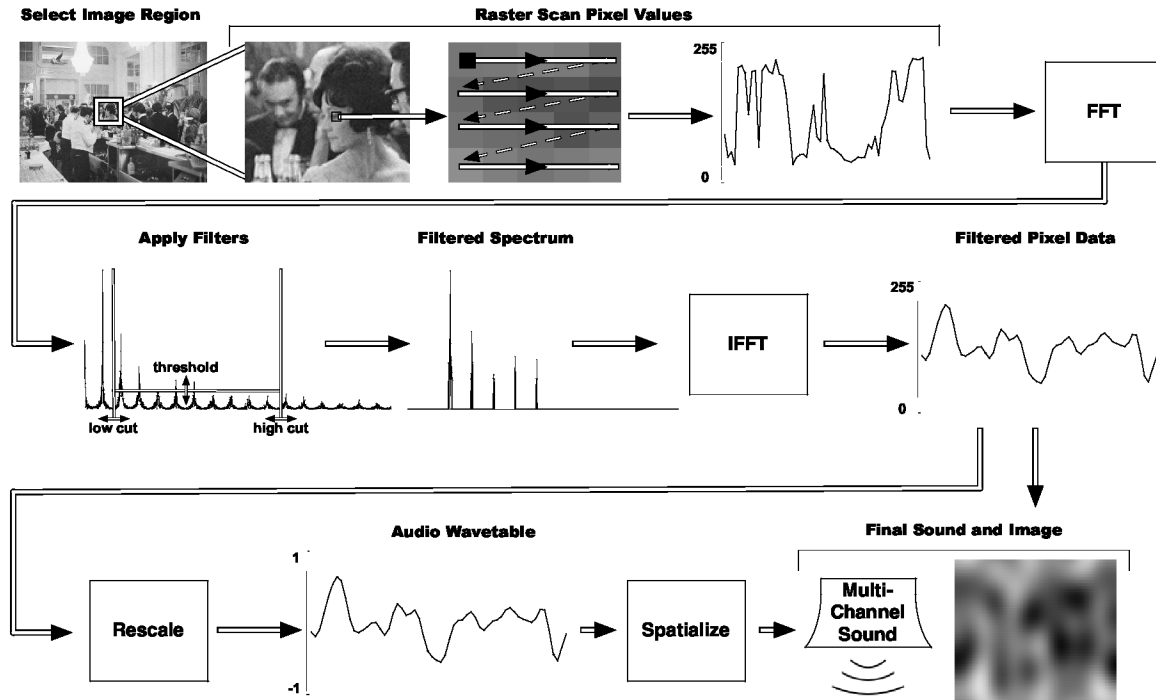 Select Image Region
Raster Scan Pixel Values
255
0
FFT
Apply Filters
Filtered Spectrum
Filtered Pixel Data
threshold
low cut
high cut
IFFT
255
0
Audio Wavetable
Final Sound and Image
Rescale
1
-1
Spatialize
Multi-
Channel
Sound